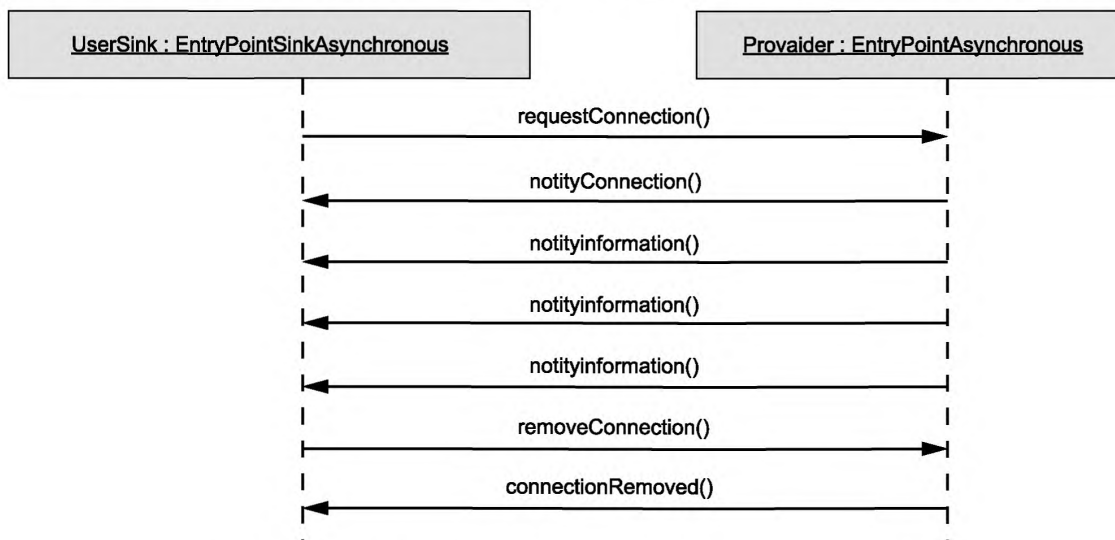 UserSink : EntryPointSinkAsynchronous
Provaider : EntryPointAsynchronous
requestConnection()
notityConnection()
notityinformation()
notityinformation()
notityinformation()
removeConnection()
connectionRemoved()